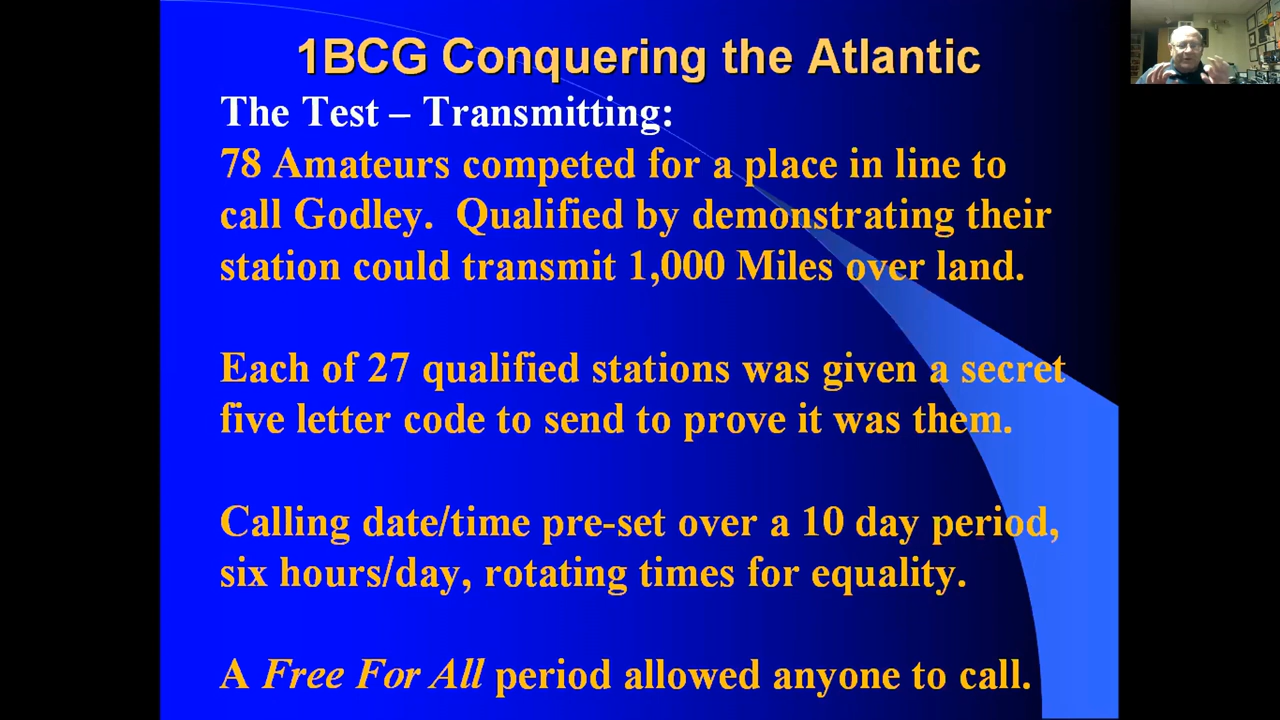 1BCG Conquering the Atlantic
The Test – Transmitting:
78 Amateurs competed for a place in line to
call Godley.  Qualified by demonstrating their
station could transmit 1,000 Miles over land.
Each of 27 qualified stations was given a secret
five letter code to send to prove it was them.
Calling date/time pre-set over a 10 day period,
six hours/day, rotating times for equality.
A Free For All period allowed anyone to call.